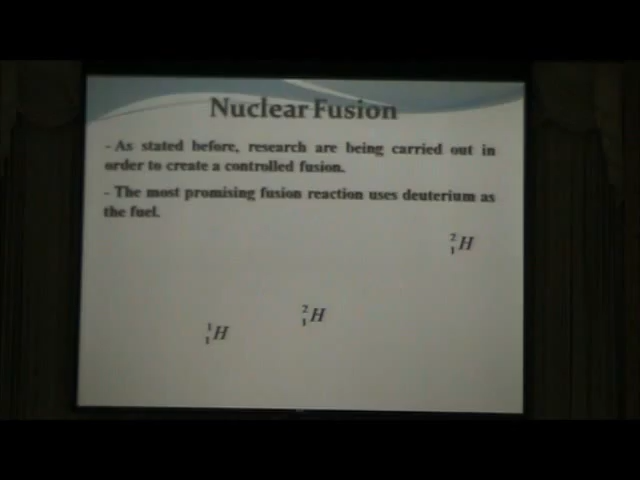 Nuclear Fusion
- As stated before, research are being carried out in
order to create a controlled fusion.
- The most promising fusion reaction uses deuterium as
the fuel.
²₁H
²₁H
¹₁H